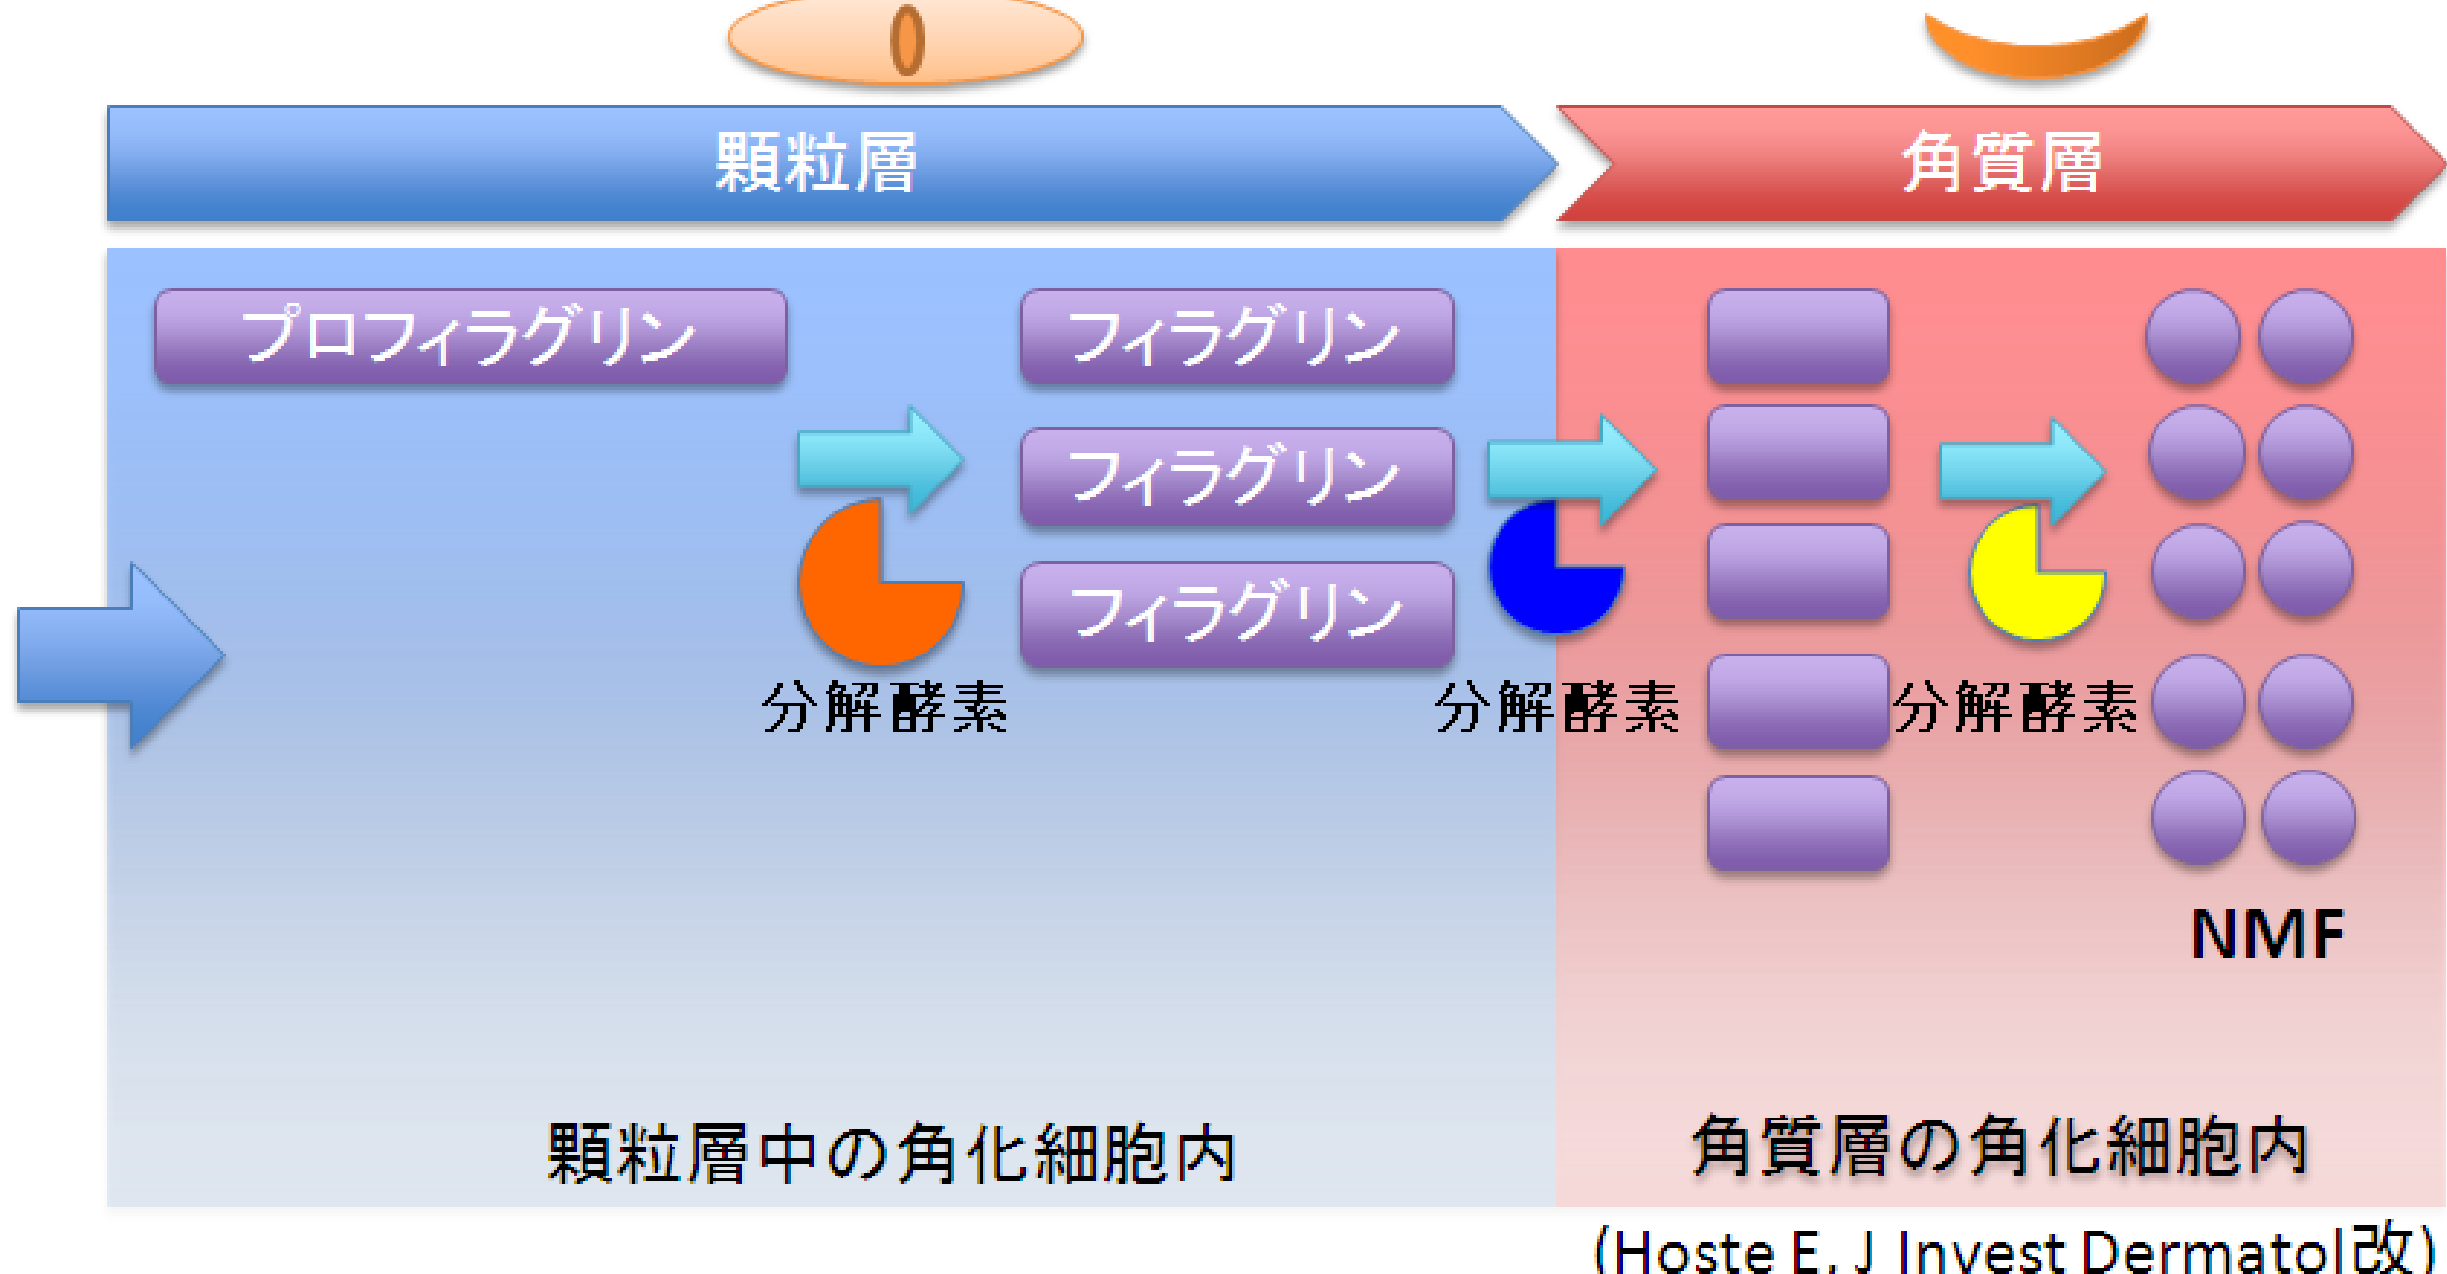 顆粒層
角質層
プロフィラグリン
フィラグリン
フィラグリン
フィラグリン
分解酵素
分解酵素
分解酵素
NMF
顆粒層中の角化細胞内
角質層の角化細胞内
(Hoste E. J Invest Dermatol改)